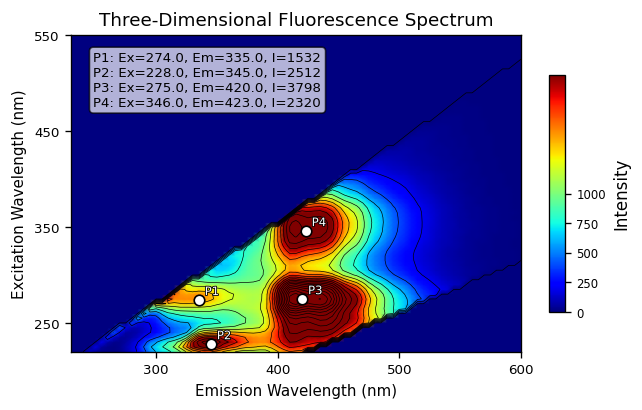 Three-Dimensional Fluorescence Spectrum
P1: Ex=274.0, Em=335.0, I=1532
P2: Ex=228.0, Em=345.0, I=2512
P3: Ex=275.0, Em=420.0, I=3798
P4: Ex=346.0, Em=423.0, I=2320
550
450
350
250
Excitation Wavelength (nm)
P4
P1
P3
P2
300
400
500
600
Emission Wavelength (nm)
1000
750
500
250
0
Intensity